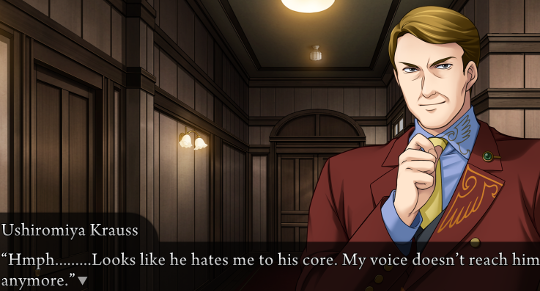 Ushiromiya Krauss
“Hmph.........Looks like he hates me to his core. My voice doesn’t reach him
anymore.”